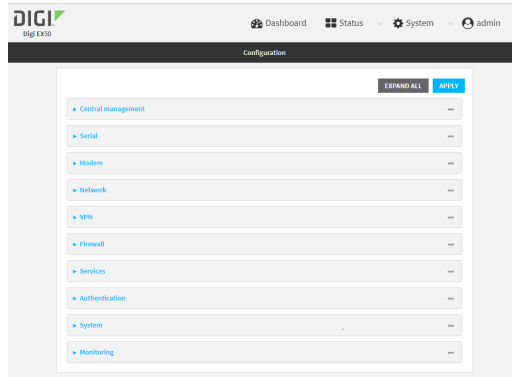 DIGI
Digi EX50
Dashboard Status System admin
Configuration
EXPAND ALL APPLY
Central management
Serial
Modem
Network
VPN
Firewall
Services
Authentication
System
Monitoring